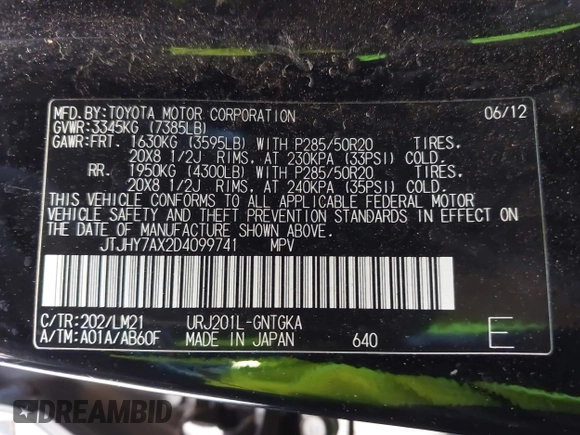 MFD.BY:TOYOTA MOTOR CORPORATION 06/12
GVWR:3345KG (7385LB)
GAWR:FRT. 1630KG (3595LB) WITH P285/50R20 TIRES.
20X8 1/2J RIMS. AT 230KPA (33PSI) COLD.
RR. 1950KG (4300LB) WITH P285/50R20 TIRES.
20X8 1/2J RIMS. AT 240KPA (35PSI) COLD.
THIS VEHICLE CONFORMS TO ALL APPLICABLE FEDERAL MOTOR
VEHICLE SAFETY AND THEFT PREVENTION STANDARDS IN EFFECT ON
THE DATE OF MANUFACTURE SHOWN ABOVE.
JTJHY7AX2D4099741 MPV
C/TR:202/LM21 URJ201L-GNTGKA
A/TM:A01A/AB60F MADE IN JAPAN 640 E
DREAMBID